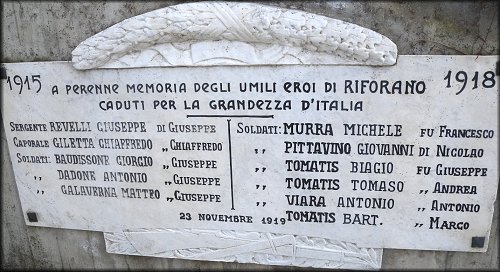 1915 A PERENNE MEMORIA DEGLI UMILI EROI DI RIFORANO 1918
CADUTI PER LA GRANDEZZA D'ITALIA
SERGENTE REVELLI GIUSEPPE DI GIUSEPPE
CAPORALE GILETTA CHIAFFREDO „ CHIAFFREDO
SOLDATI: BAUDISSONE GIORGIO „ GIUSEPPE
„ DADONE ANTONIO „ GIUSEPPE
„ GALAVERNA MATTEO „ GIUSEPPE
SOLDATI: MURRA MICHELE FU FRANCESCO
„ PITTAVINO GIOVANNI DI NICOLAO
„ TOMATIS BIAGIO FU GIUSEPPE
„ TOMATIS TOMASO „ ANDREA
„ VIARA ANTONIO „ ANTONIO
„ TOMATIS BART. „ MARCO
23 NOVEMBRE 1919